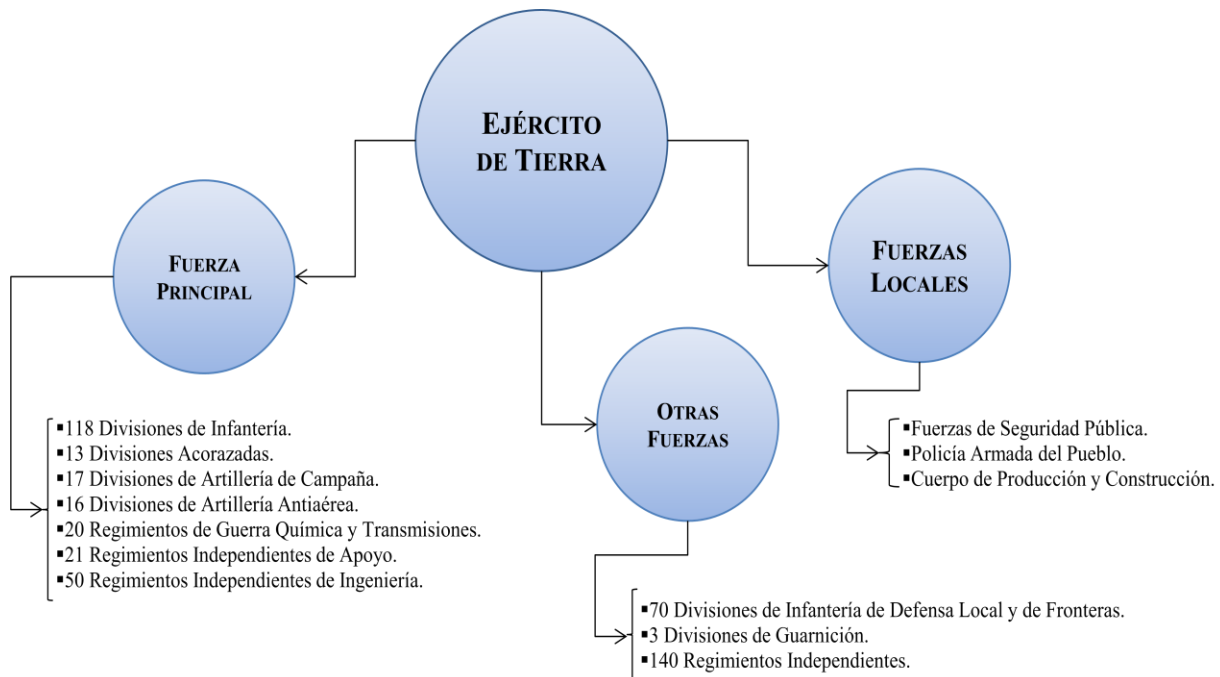 EJÉRCITO
DE TIERRA
FUERZA
PRINCIPAL
▪118 Divisiones de Infantería.
▪13 Divisiones Acorazadas.
▪17 Divisiones de Artillería de Campaña.
▪16 Divisiones de Artillería Antiaérea.
▪20 Regimientos de Guerra Química y Transmisiones.
▪21 Regimientos Independientes de Apoyo.
▪50 Regimientos Independientes de Ingeniería.
OTRAS
FUERZAS
▪70 Divisiones de Infantería de Defensa Local y de Fronteras.
▪3 Divisiones de Guarnición.
▪140 Regimientos Independientes.
FUERZAS
LOCALES
▪Fuerzas de Seguridad Pública.
▪Policía Armada del Pueblo.
▪Cuerpo de Producción y Construcción.